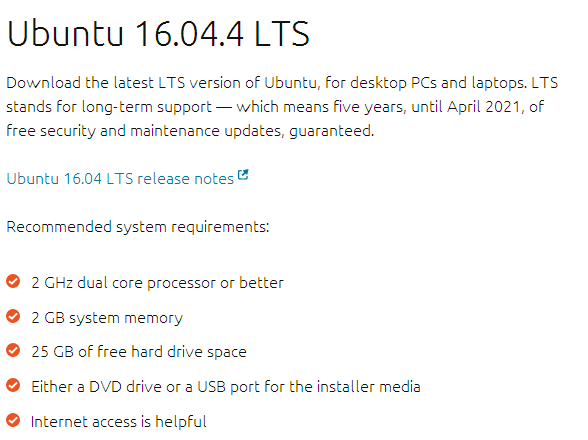 Ubuntu 16.04.4 LTS
Download the latest LTS version of Ubuntu, for desktop PCs and laptops. LTS
stands for long-term support — which means five years, until April 2021, of
free security and maintenance updates, guaranteed.
Ubuntu 16.04 LTS release notes
Recommended system requirements:
2 GHz dual core processor or better
2 GB system memory
25 GB of free hard drive space
Either a DVD drive or a USB port for the installer media
Internet access is helpful